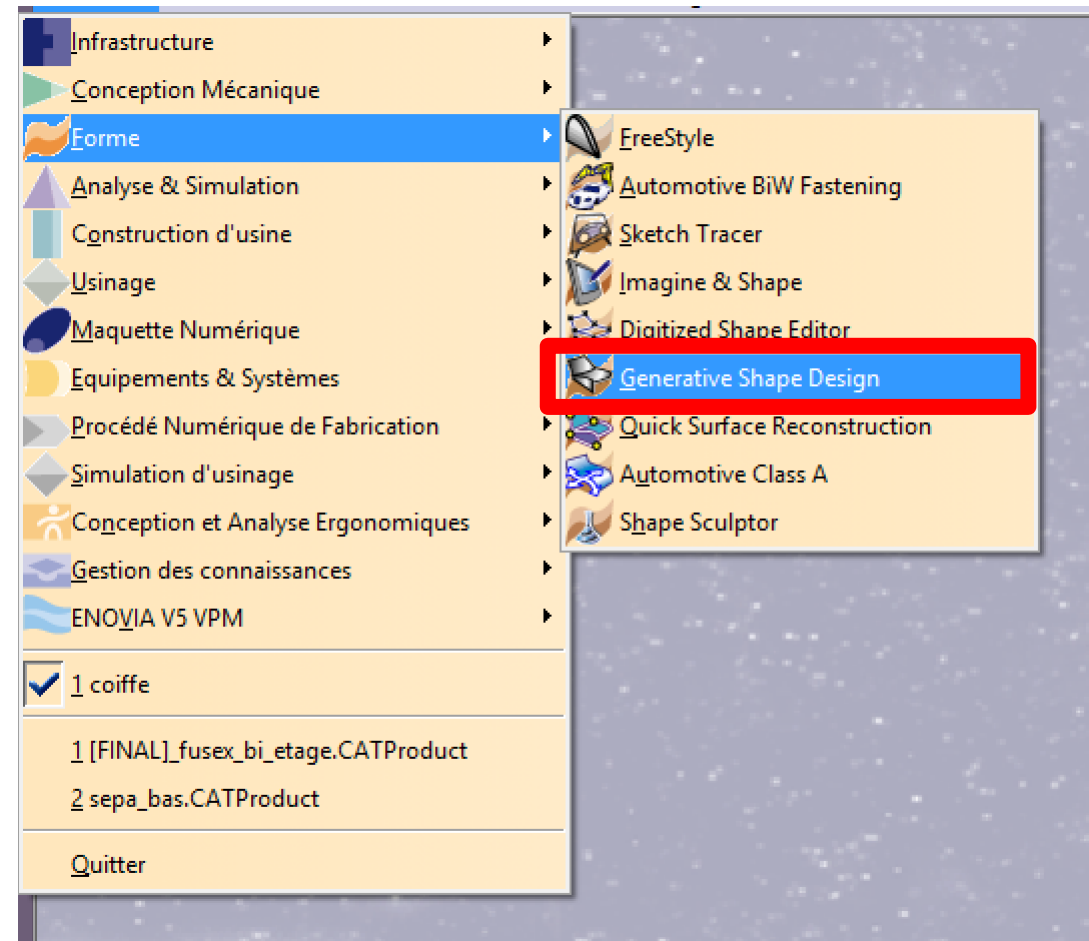 Infrastructure
Conception Mécanique
Forme
Analyse & Simulation
Construction d'usine
Usinage
Maquette Numérique
Equipements & Systèmes
Procédé Numérique de Fabrication
Simulation d'usinage
Conception et Analyse Ergonomiques
Gestion des connaissances
ENOVIA V5 VPM
1 coiffe
1 [FINAL]_fusex_bi_etage.CATProduct
2 sepa_bas.CATProduct
Quitter
FreeStyle
Automotive BiW Fastening
Sketch Tracer
Imagine & Shape
Digitized Shape Editor
Generative Shape Design
Quick Surface Reconstruction
Automotive Class A
Shape Sculptor